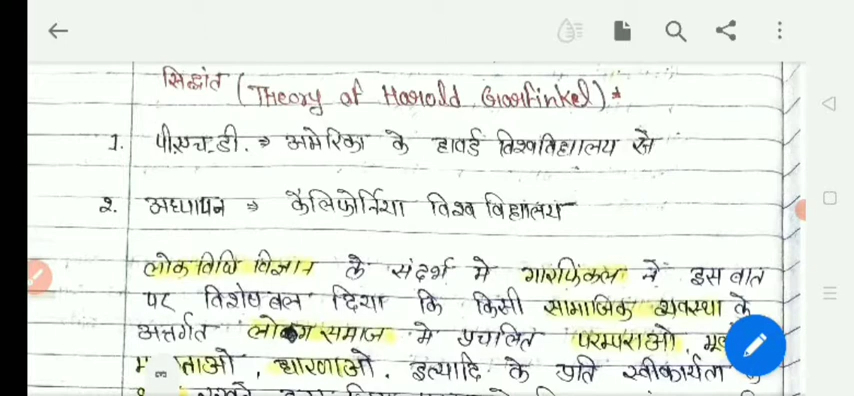 सिद्धांत (Theory of Harold Garfinkel) *
1. पी.एच.डी. ⇒ अमेरिका के हावर्ड विश्वविद्यालय से
२. अध्यापन ⇒ कैलिफोर्निया विश्व विद्यालय
लोकविधि विज्ञान के संदर्भ में गारफिंकल ने इस बात
पर विशेष बल दिया कि किसी सामाजिक व्यवस्था के
अन्तर्गत लोग समाज मे प्रचलित परम्पराओ,
धारणाओ, इत्यादि के प्रति स्वीकार्यता